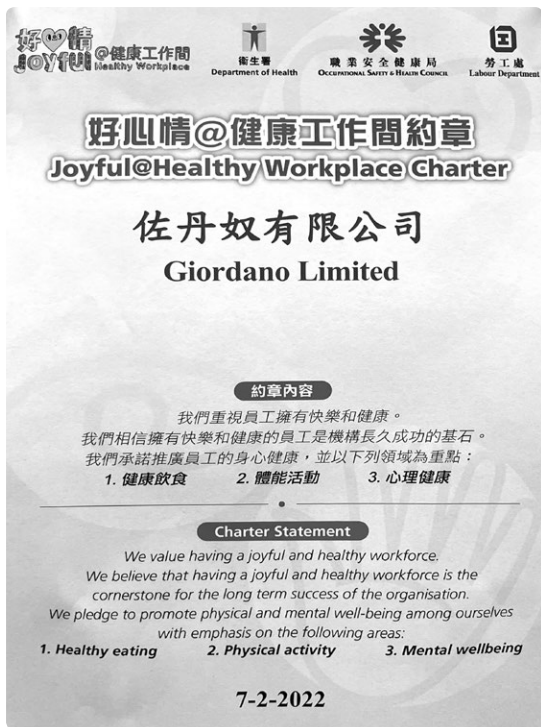 好心情
JOYFUL
@健康工作間
Healthy Workplace
衞生署
Department of Health
職業安全健康局
OCCUPATIONAL SAFETY & HEALTH COUNCIL
勞工處
Labour Department
好心情@健康工作間約章
Joyful@Healthy Workplace Charter
佐丹奴有限公司
Giordano Limited
約章內容
我們重視員工擁有快樂和健康。
我們相信擁有快樂和健康的員工是機構長久成功的基石。
我們承諾推廣員工的身心健康，並以下列領域為重點：
1. 健康飲食 2. 體能活動 3. 心理健康
Charter Statement
We value having a joyful and healthy workforce.
We believe that having a joyful and healthy workforce is the
cornerstone for the long term success of the organisation.
We pledge to promote physical and mental well-being among ourselves
with emphasis on the following areas:
1. Healthy eating 2. Physical activity 3. Mental wellbeing
7-2-2022